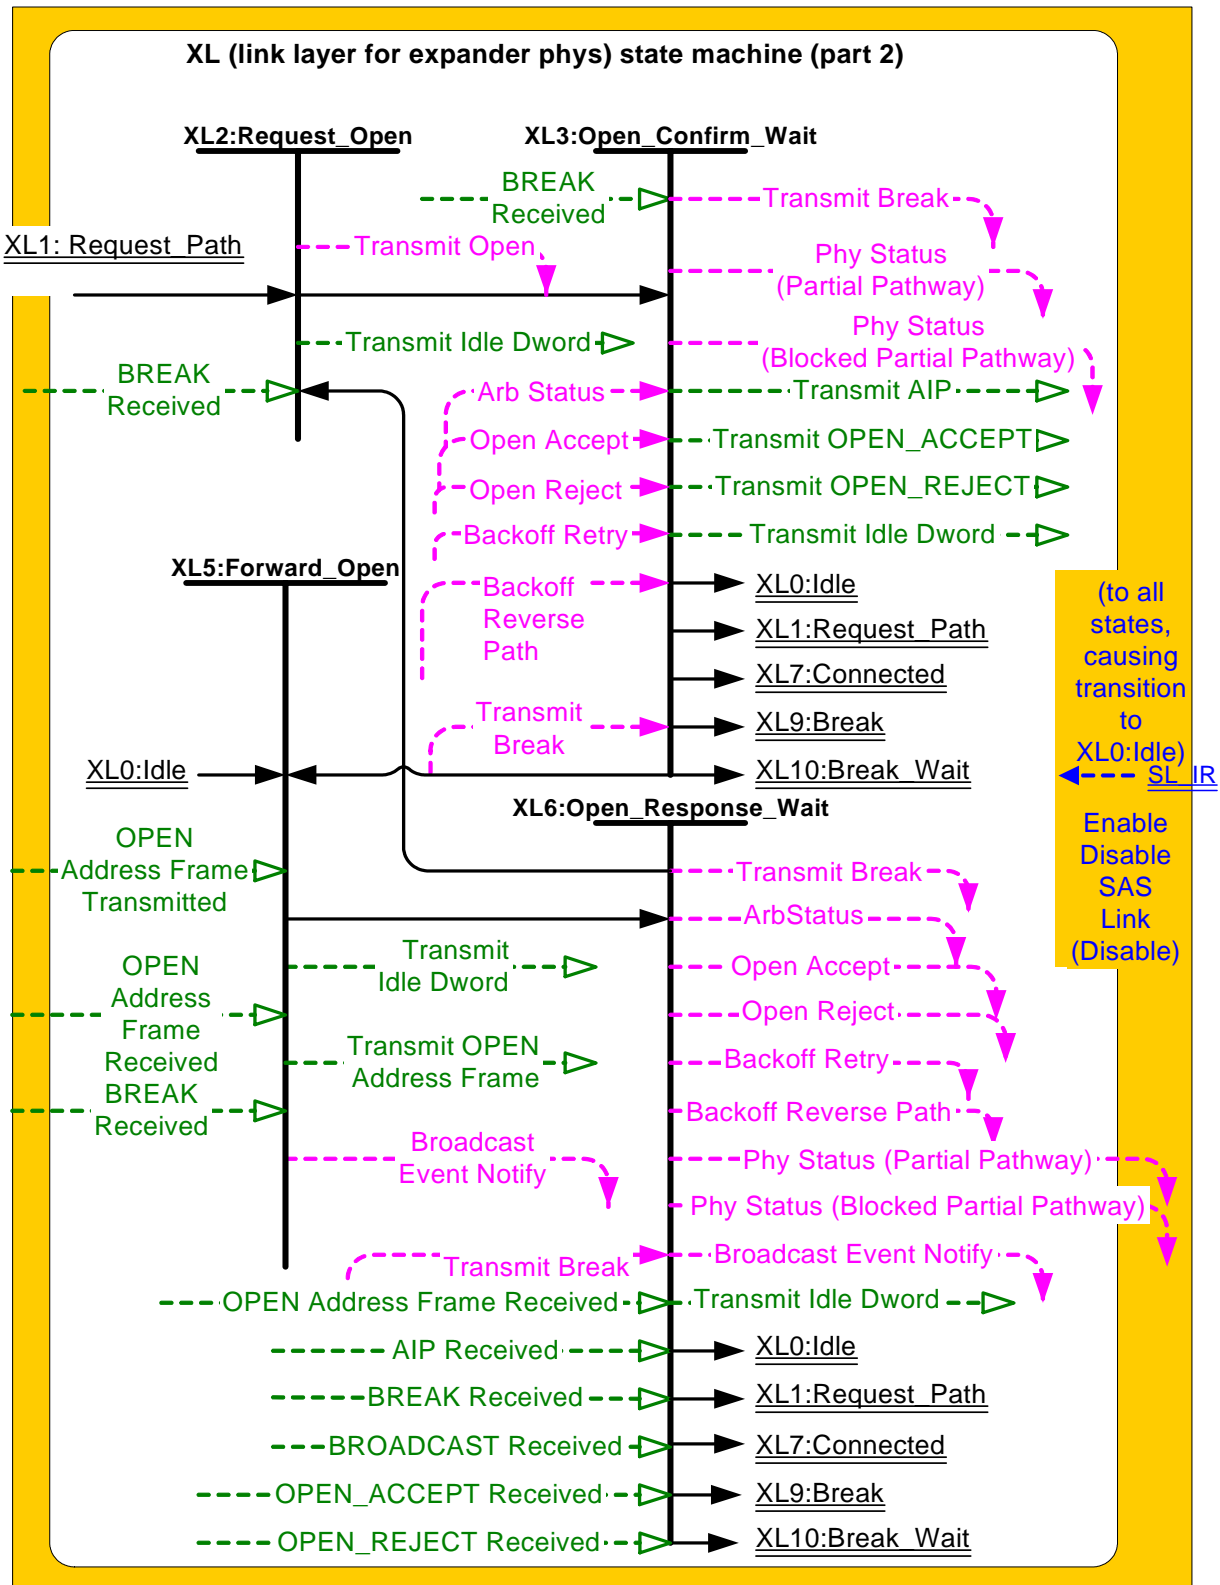 XL (link layer for expander phys) state machine (part 2)
XL2:Request_Open
XL3:Open_Confirm_Wait
BREAK
Received
Transmit Break
XL1: Request_Path
Transmit Open
Phy Status
(Partial Pathway)
Transmit Idle Dword
Phy Status
(Blocked Partial Pathway)
BREAK
Received
Arb Status
Transmit AIP
Open Accept
Transmit OPEN_ACCEPT
Open Reject
Transmit OPEN_REJECT
Backoff Retry
Transmit Idle Dword
XL5:Forward_Open
Backoff
Reverse
Path
XL0:Idle
XL1:Request_Path
XL7:Connected
Transmit
Break
XL9:Break
XL0:Idle
XL10:Break_Wait
(to all
states,
causing
transition
to
XL0:Idle)
SL_IR
Enable
Disable
SAS
Link
(Disable)
XL6:Open_Response_Wait
OPEN
Address Frame
Transmitted
Transmit Break
ArbStatus
Transmit
Idle Dword
Open Accept
OPEN
Address
Frame
Received
Open Reject
Transmit OPEN
Address Frame
Backoff Retry
BREAK
Received
Backoff Reverse Path
Broadcast
Event Notify
Phy Status (Partial Pathway)
Phy Status (Blocked Partial Pathway)
Transmit Break
Broadcast Event Notify
OPEN Address Frame Received
Transmit Idle Dword
AIP Received
XL0:Idle
BREAK Received
XL1:Request_Path
BROADCAST Received
XL7:Connected
OPEN_ACCEPT Received
XL9:Break
OPEN_REJECT Received
XL10:Break_Wait